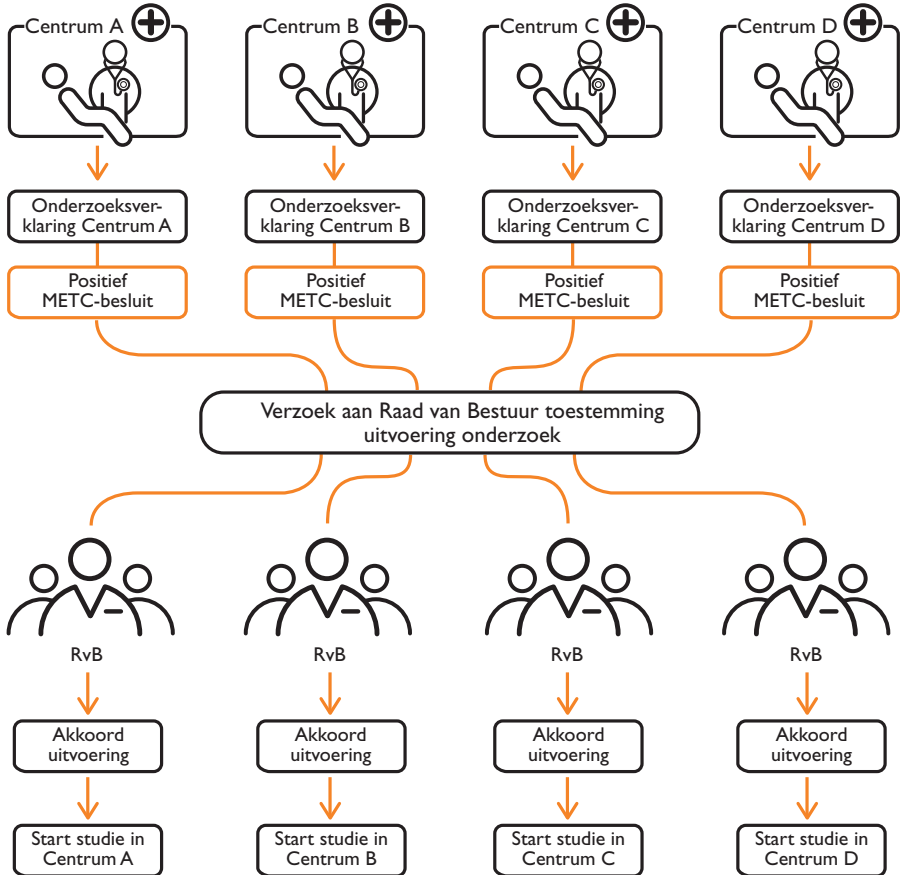 Centrum A
Centrum B
Centrum C
Centrum D
Onderzoeksver-
klaring Centrum A
Onderzoeksver-
klaring Centrum B
Onderzoeksver-
klaring Centrum C
Onderzoeksver-
klaring Centrum D
Positief
METC-besluit
Positief
METC-besluit
Positief
METC-besluit
Positief
METC-besluit
Verzoek aan Raad van Bestuur toestemming
uitvoering onderzoek
RvB
RvB
RvB
RvB
Akkoord
uitvoering
Akkoord
uitvoering
Akkoord
uitvoering
Akkoord
uitvoering
Start studie in
Centrum A
Start studie in
Centrum B
Start studie in
Centrum C
Start studie in
Centrum D